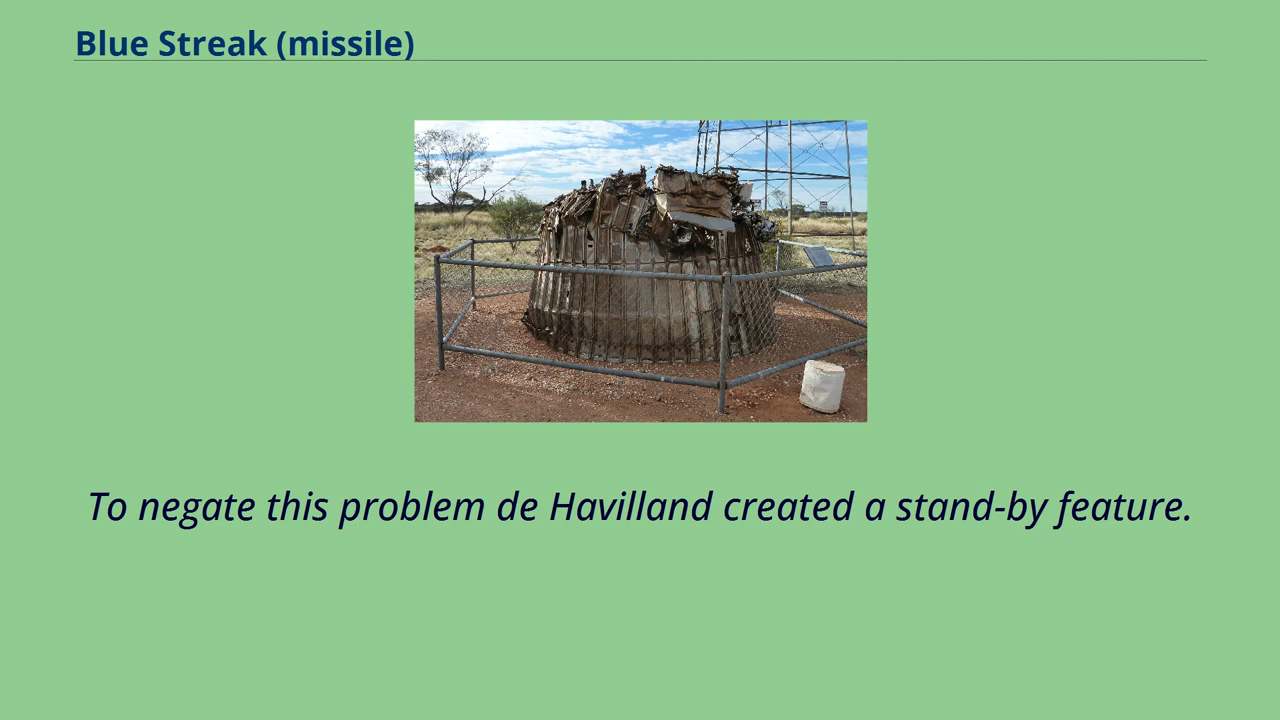 Blue Streak (missile)
To negate this problem de Havilland created a stand-by feature.